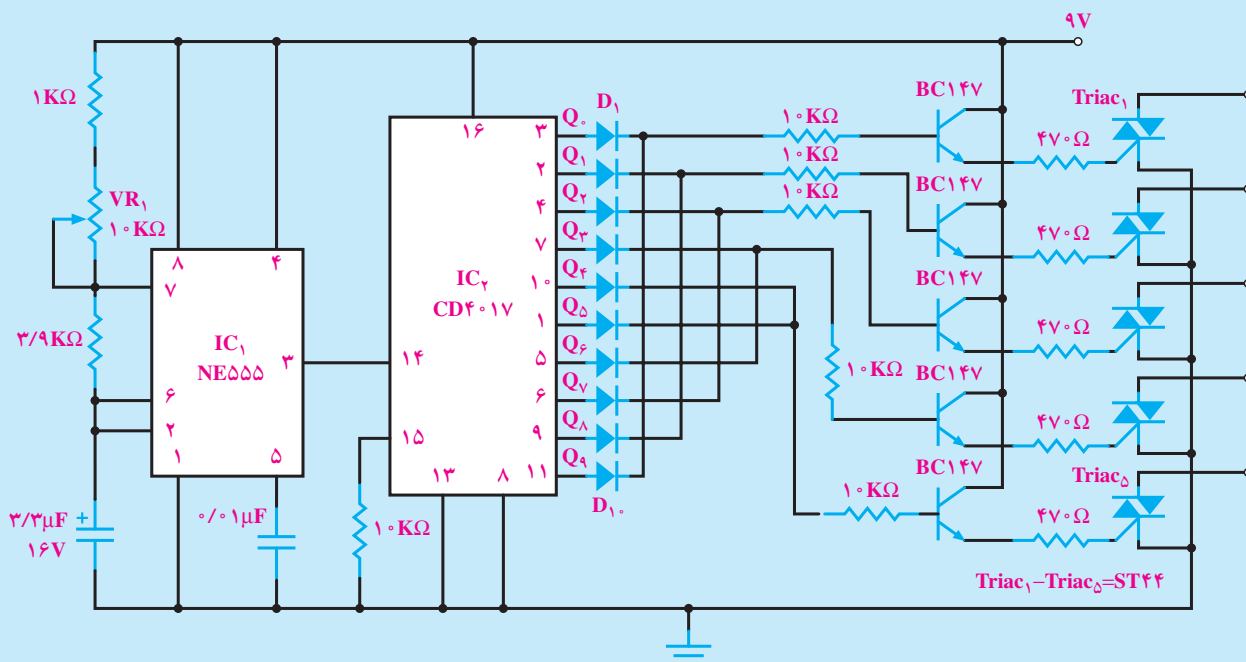 ۹V
۱KΩ
VR۱
۱۰KΩ
۳/۹KΩ
۳/۳μF +
۱۶V
۸
۴
۷
IC۱
NE۵۵۵
۳
۶
۲
۱
۵
۰/۰۱μF
۱۶
IC۲
CD۴۰۱۷
۱۴
۱۵
۱۳
۸
۳
۲
۴
۷
۱۰
۱
۵
۶
۹
۱۱
۱۰KΩ
Q۰
Q۱
Q۲
Q۳
Q۴
Q۵
Q۶
Q۷
Q۸
Q۹
D۱
D۱۰
۱۰KΩ
۱۰KΩ
۱۰KΩ
۱۰KΩ
۱۰KΩ
BC۱۴۷
BC۱۴۷
BC۱۴۷
BC۱۴۷
BC۱۴۷
۴۷۰Ω
۴۷۰Ω
۴۷۰Ω
۴۷۰Ω
۴۷۰Ω
Triac۱
Triac۵
Triac۱–Triac۵=ST۴۴